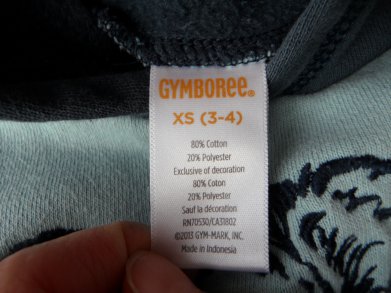 GYMBOREE®
XS (3-4)
80% Cotton
20% Polyester
Exclusive of decoration
80% Coton
20% Polyester
Sauf la décoration
RN70530/CA31802
©2013 GYM-MARK, INC.
Made in Indonesia